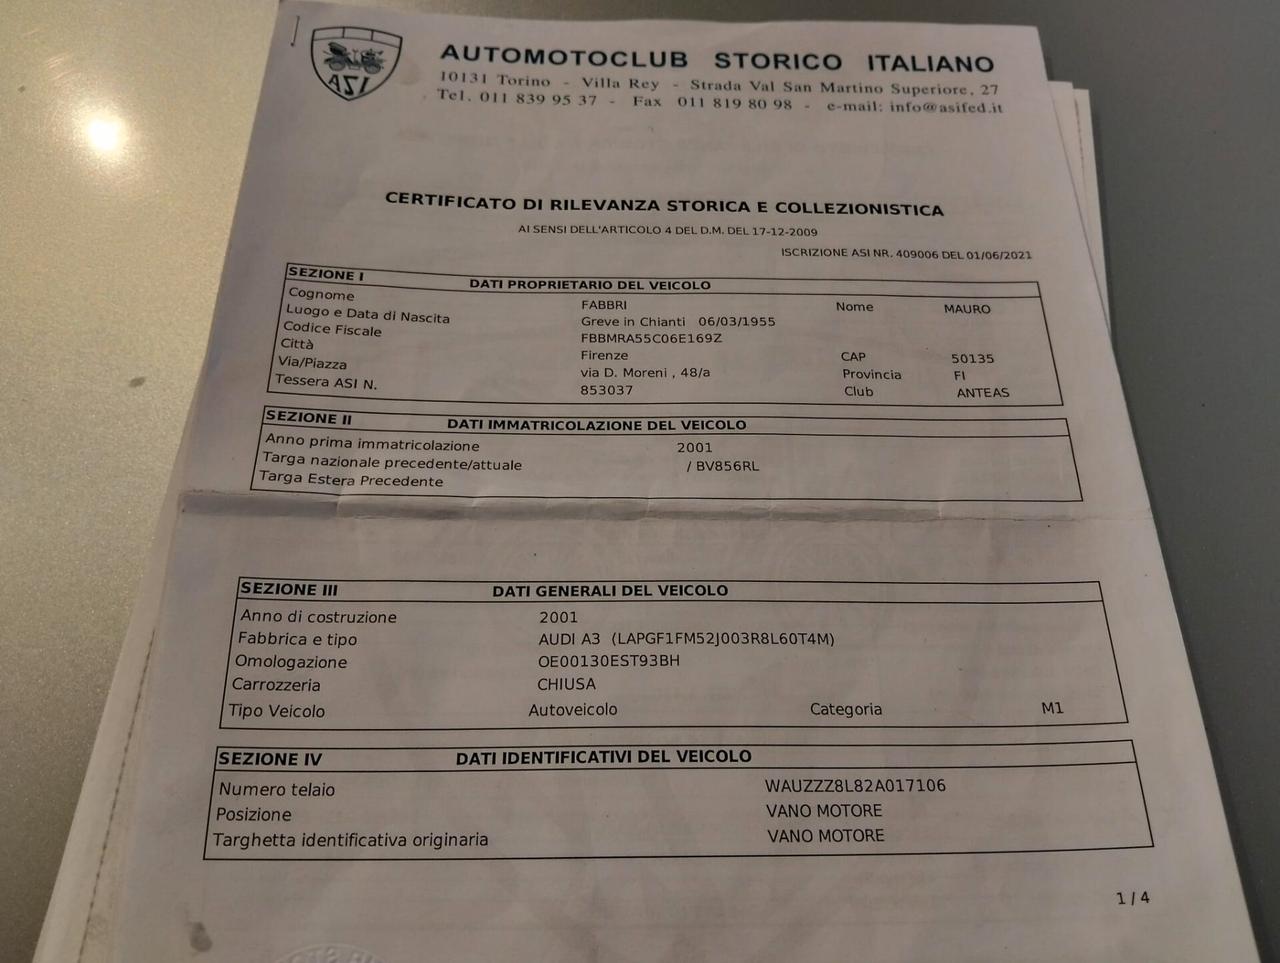 ASI
AUTOMOTOCLUB STORICO ITALIANO
10131 Torino - Villa Rey - Strada Val San Martino Superiore, 27
Tel. 011 839 95 37 - Fax 011 819 80 98 - e-mail: info@asifed.it
CERTIFICATO DI RILEVANZA STORICA E COLLEZIONISTICA
AI SENSI DELL'ARTICOLO 4 DEL D.M. DEL 17-12-2009
ISCRIZIONE ASI NR. 409006 DEL 01/06/2021
SEZIONE I DATI PROPRIETARIO DEL VEICOLO
Cognome FABBRI Nome MAURO
Luogo e Data di Nascita Greve in Chianti 06/03/1955
Codice Fiscale FBBMRA55C06E169Z
Città Firenze CAP 50135
Via/Piazza via D. Moreni , 48/a Provincia FI
Tessera ASI N. 853037 Club ANTEAS
SEZIONE II DATI IMMATRICOLAZIONE DEL VEICOLO
Anno prima immatricolazione 2001
Targa nazionale precedente/attuale / BV856RL
Targa Estera Precedente
SEZIONE III DATI GENERALI DEL VEICOLO
Anno di costruzione 2001
Fabbrica e tipo AUDI A3 (LAPGF1FM52J003R8L60T4M)
Omologazione OE00130EST93BH
Carrozzeria CHIUSA
Tipo Veicolo Autoveicolo Categoria M1
SEZIONE IV DATI IDENTIFICATIVI DEL VEICOLO
Numero telaio WAUZZZ8L82A017106
Posizione VANO MOTORE
Targhetta identificativa originaria VANO MOTORE
1 / 4